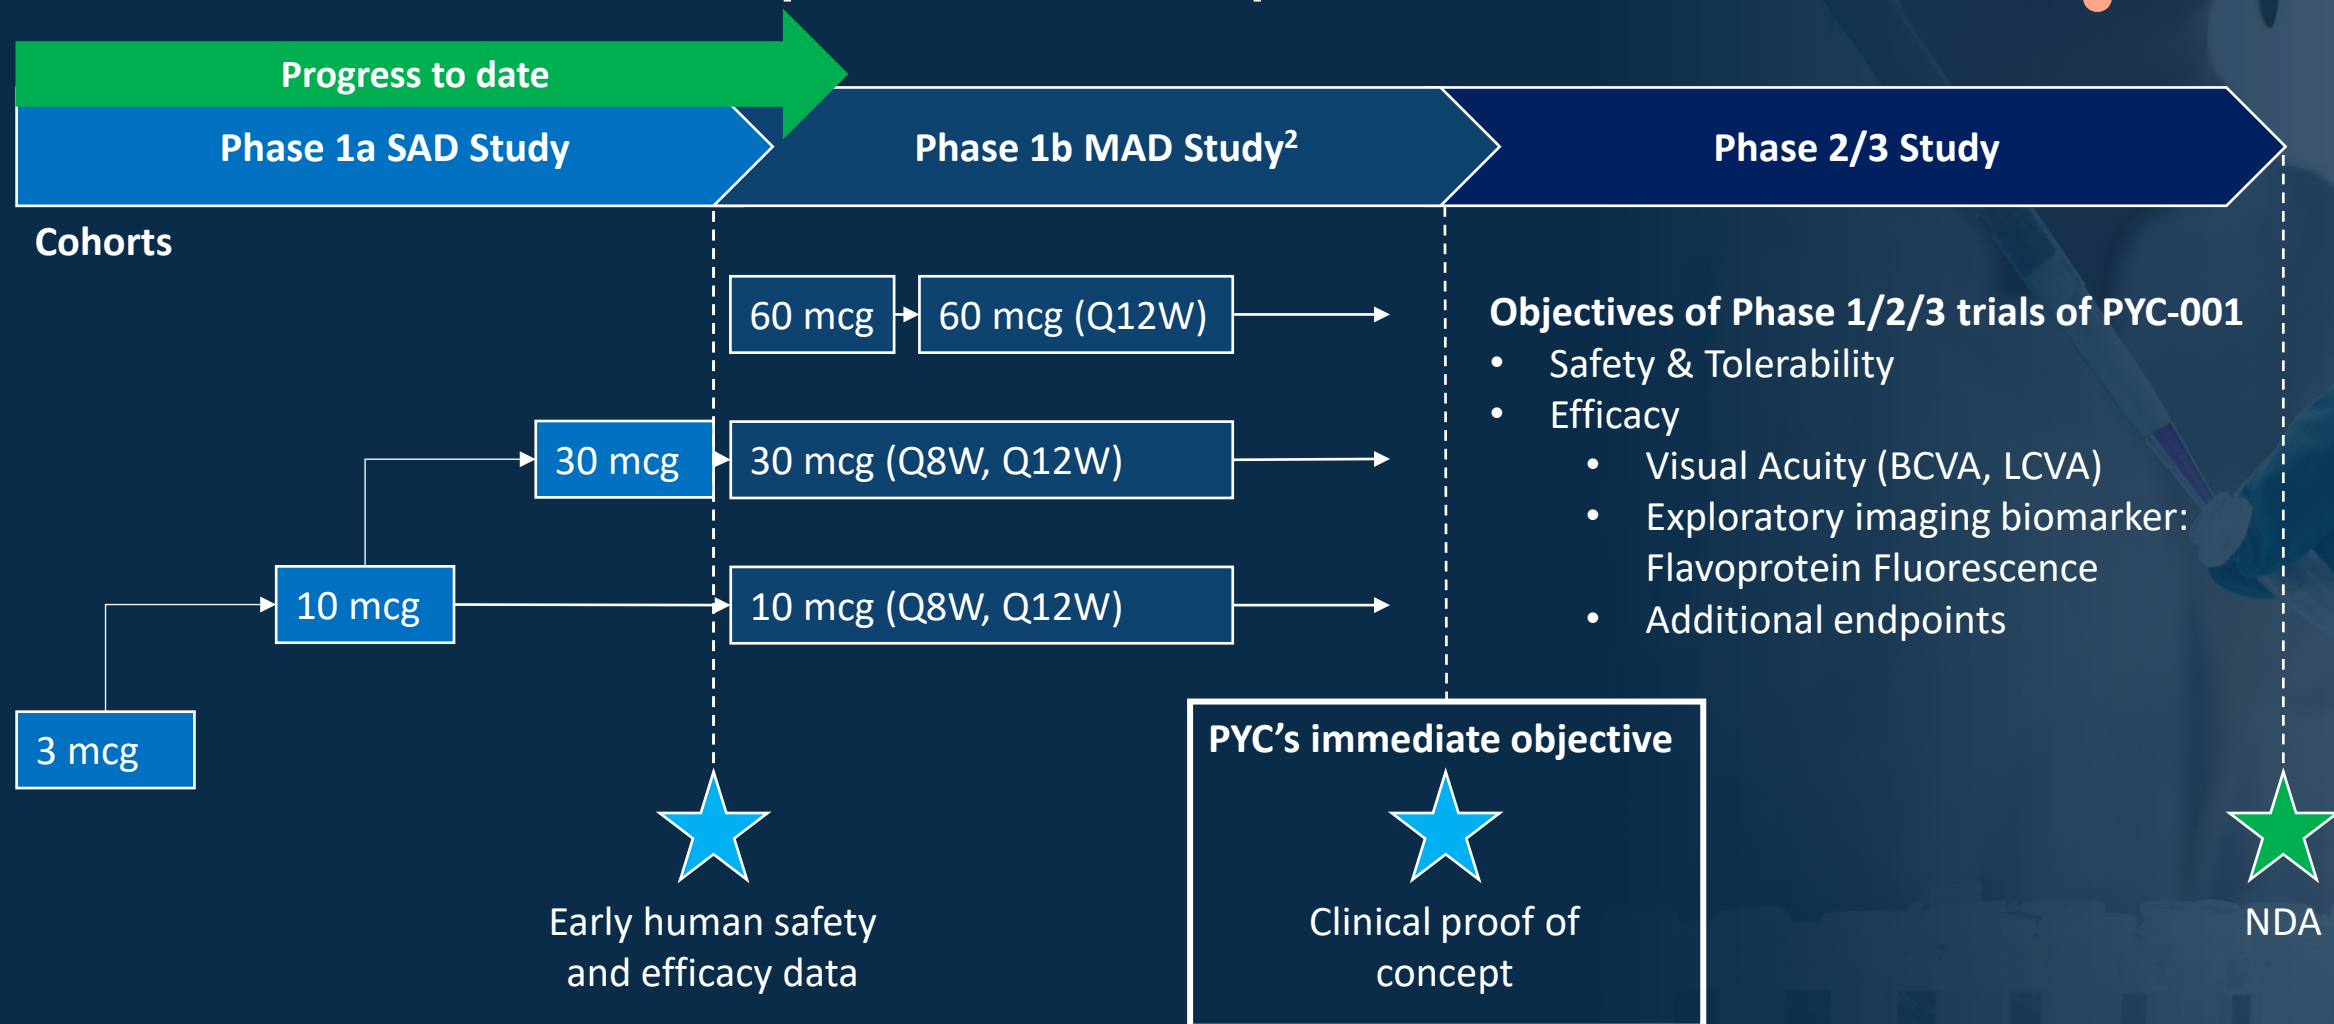 Progress to date
Phase 1a SAD Study
Phase 1b MAD Study²
Phase 2/3 Study
Cohorts
60 mcg
60 mcg (Q12W)
30 mcg
30 mcg (Q8W, Q12W)
10 mcg
10 mcg (Q8W, Q12W)
3 mcg
Objectives of Phase 1/2/3 trials of PYC-001
• Safety & Tolerability
• Efficacy
• Visual Acuity (BCVA, LCVA)
• Exploratory imaging biomarker:
Flavoprotein Fluorescence
• Additional endpoints
PYC’s immediate objective
Early human safety
and efficacy data
Clinical proof of
concept
NDA